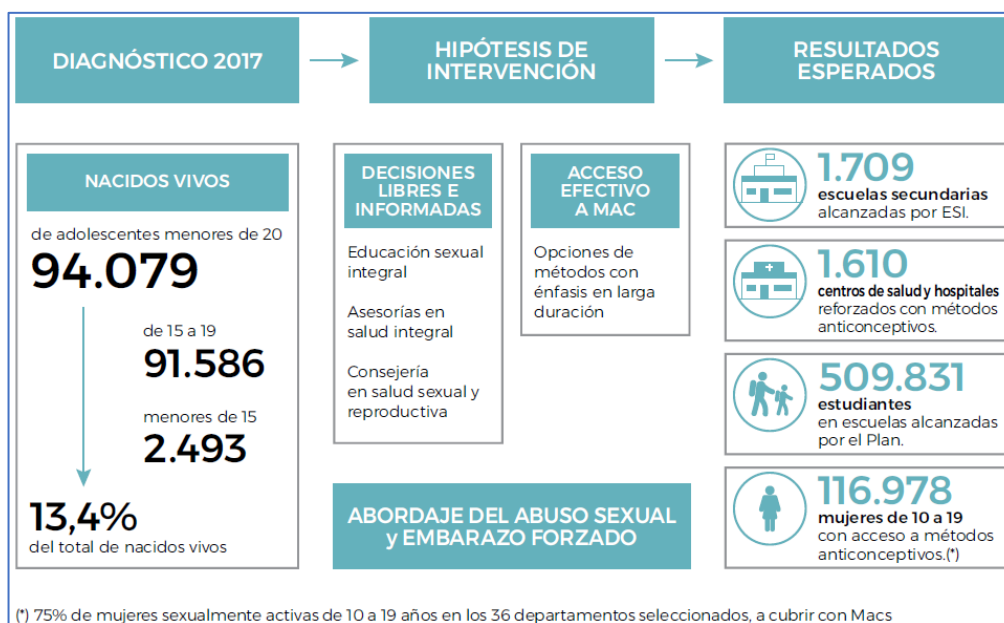 DIAGNÓSTICO 2017
HIPÓTESIS DE
INTERVENCIÓN
RESULTADOS
ESPERADOS
NACIDOS VIVOS
de adolescentes menores de 20
94.079
de 15 a 19
91.586
menores de 15
2.493
13,4%
del total de nacidos vivos
DECISIONES
LIBRES E
INFORMADAS
Educación sexual
integral
Asesorías en
salud integral
Consejería
en salud sexual y
reproductiva
ACCESO
EFECTIVO
A MAC
Opciones de
métodos con
énfasis en larga
duración
ABORDAJE DEL ABUSO SEXUAL
y EMBARAZO FORZADO
1.709
escuelas secundarias
alcanzadas por ESI.
1.610
centros de salud y hospitales
reforzados con métodos
anticonceptivos.
509.831
estudiantes
en escuelas alcanzadas
por el Plan.
116.978
mujeres de 10 a 19
con acceso a métodos
anticonceptivos.(*)
(*) 75% de mujeres sexualmente activas de 10 a 19 años en los 36 departamentos seleccionados, a cubrir con Macs